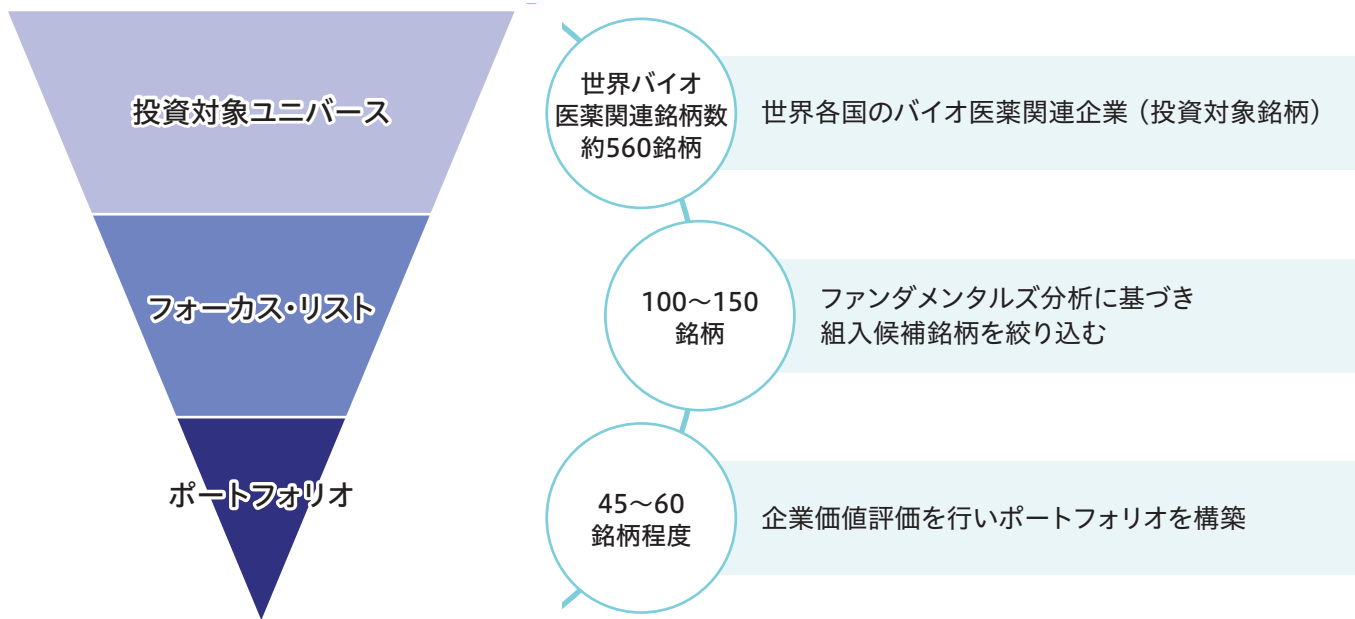 投資対象ユニバース
世界バイオ
医薬関連銘柄数
約560銘柄
世界各国のバイオ医薬関連企業（投資対象銘柄）
フォーカス・リスト
100～150
銘柄
ファンダメンタルズ分析に基づき
組入候補銘柄を絞り込む
ポートフォリオ
45～60
銘柄程度
企業価値評価を行いポートフォリオを構築